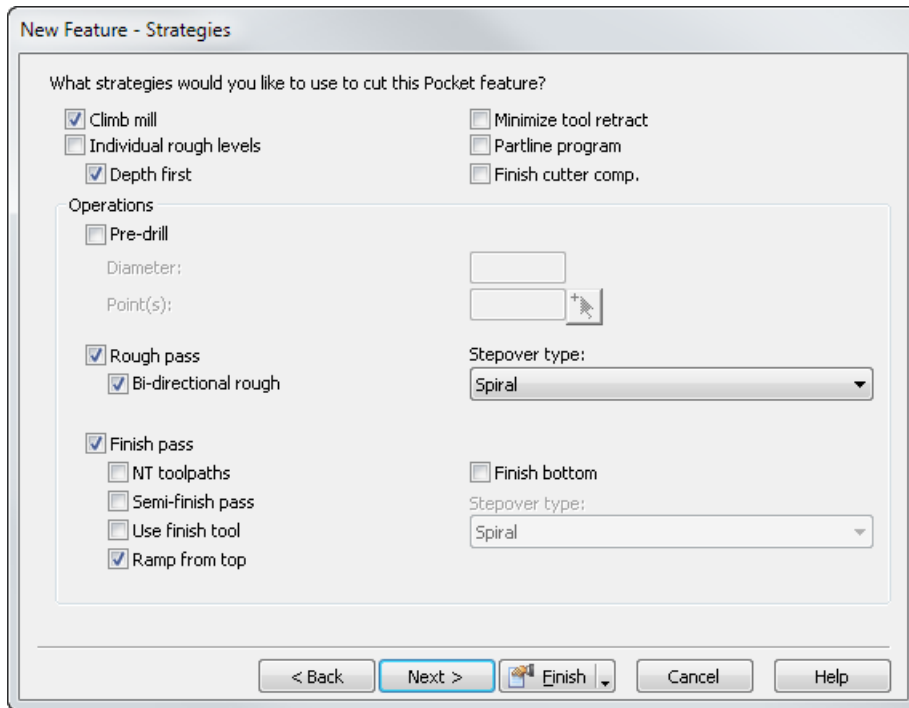 New Feature - Strategies
What strategies would you like to use to cut this Pocket feature?
Climb mill
Minimize tool retract
Individual rough levels
Partline program
Depth first
Finish cutter comp.
Operations
Pre-drill
Diameter:
Point(s):
Rough pass
Stepover type:
Bi-directional rough
Spiral
Finish pass
NT toolpaths
Finish bottom
Semi-finish pass
Stepover type:
Use finish tool
Spiral
Ramp from top
< Back
Next >
Finish
Cancel
Help